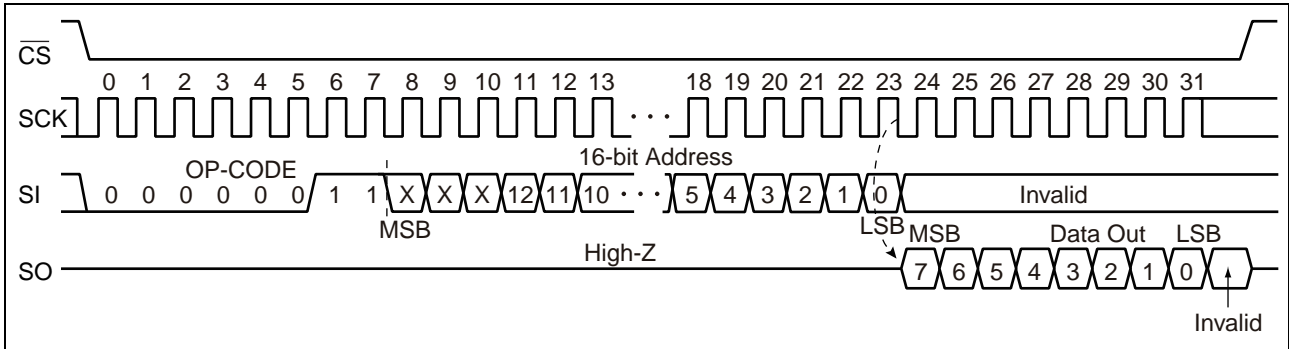 CS
0 1 2 3 4 5 6 7 8 9 10 11 12 13 18 19 20 21 22 23 24 25 26 27 28 29 30 31
SCK ···
OP-CODE 16-bit Address
SI 0 0 0 0 0 0 1 1 X X X 12 11 10 ··· 5 4 3 2 1 0 Invalid
MSB LSB MSB Data Out LSB
High-Z
SO 7 6 5 4 3 2 1 0
Invalid